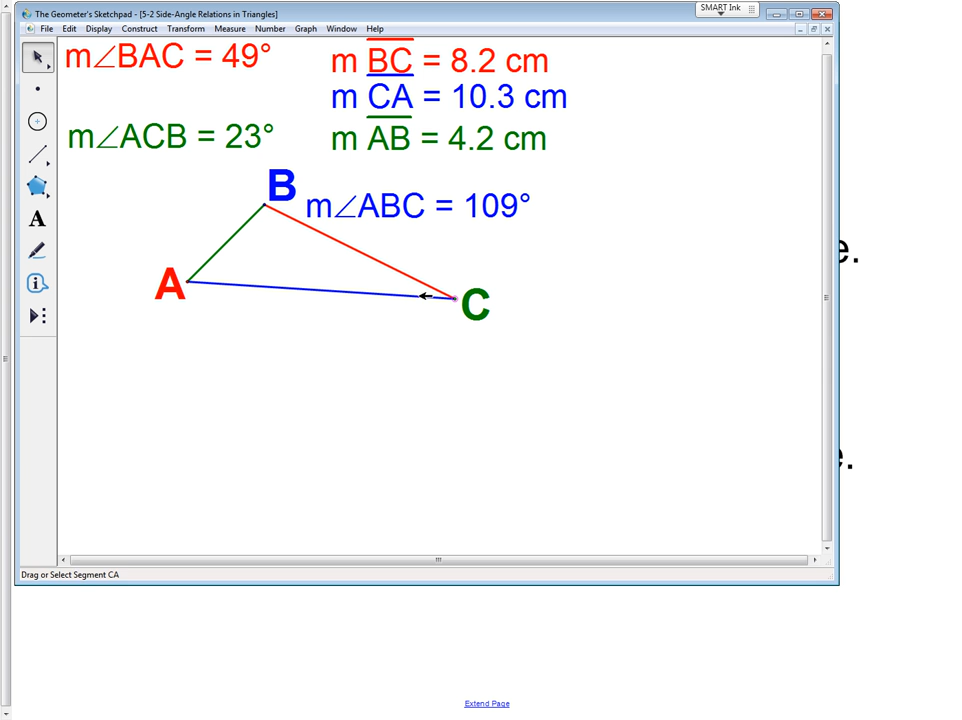 SMART Ink
The Geometer's Sketchpad - [5-2 Side-Angle Relations in Triangles]
File Edit Display Construct Transform Measure Number Graph Window Help
m∠BAC = 49°
m BC = 8.2 cm
m CA = 10.3 cm
m∠ACB = 23°
m AB = 4.2 cm
B
m∠ABC = 109°
A
C
A
e.
e.
Drag or Select Segment CA
Extend Page